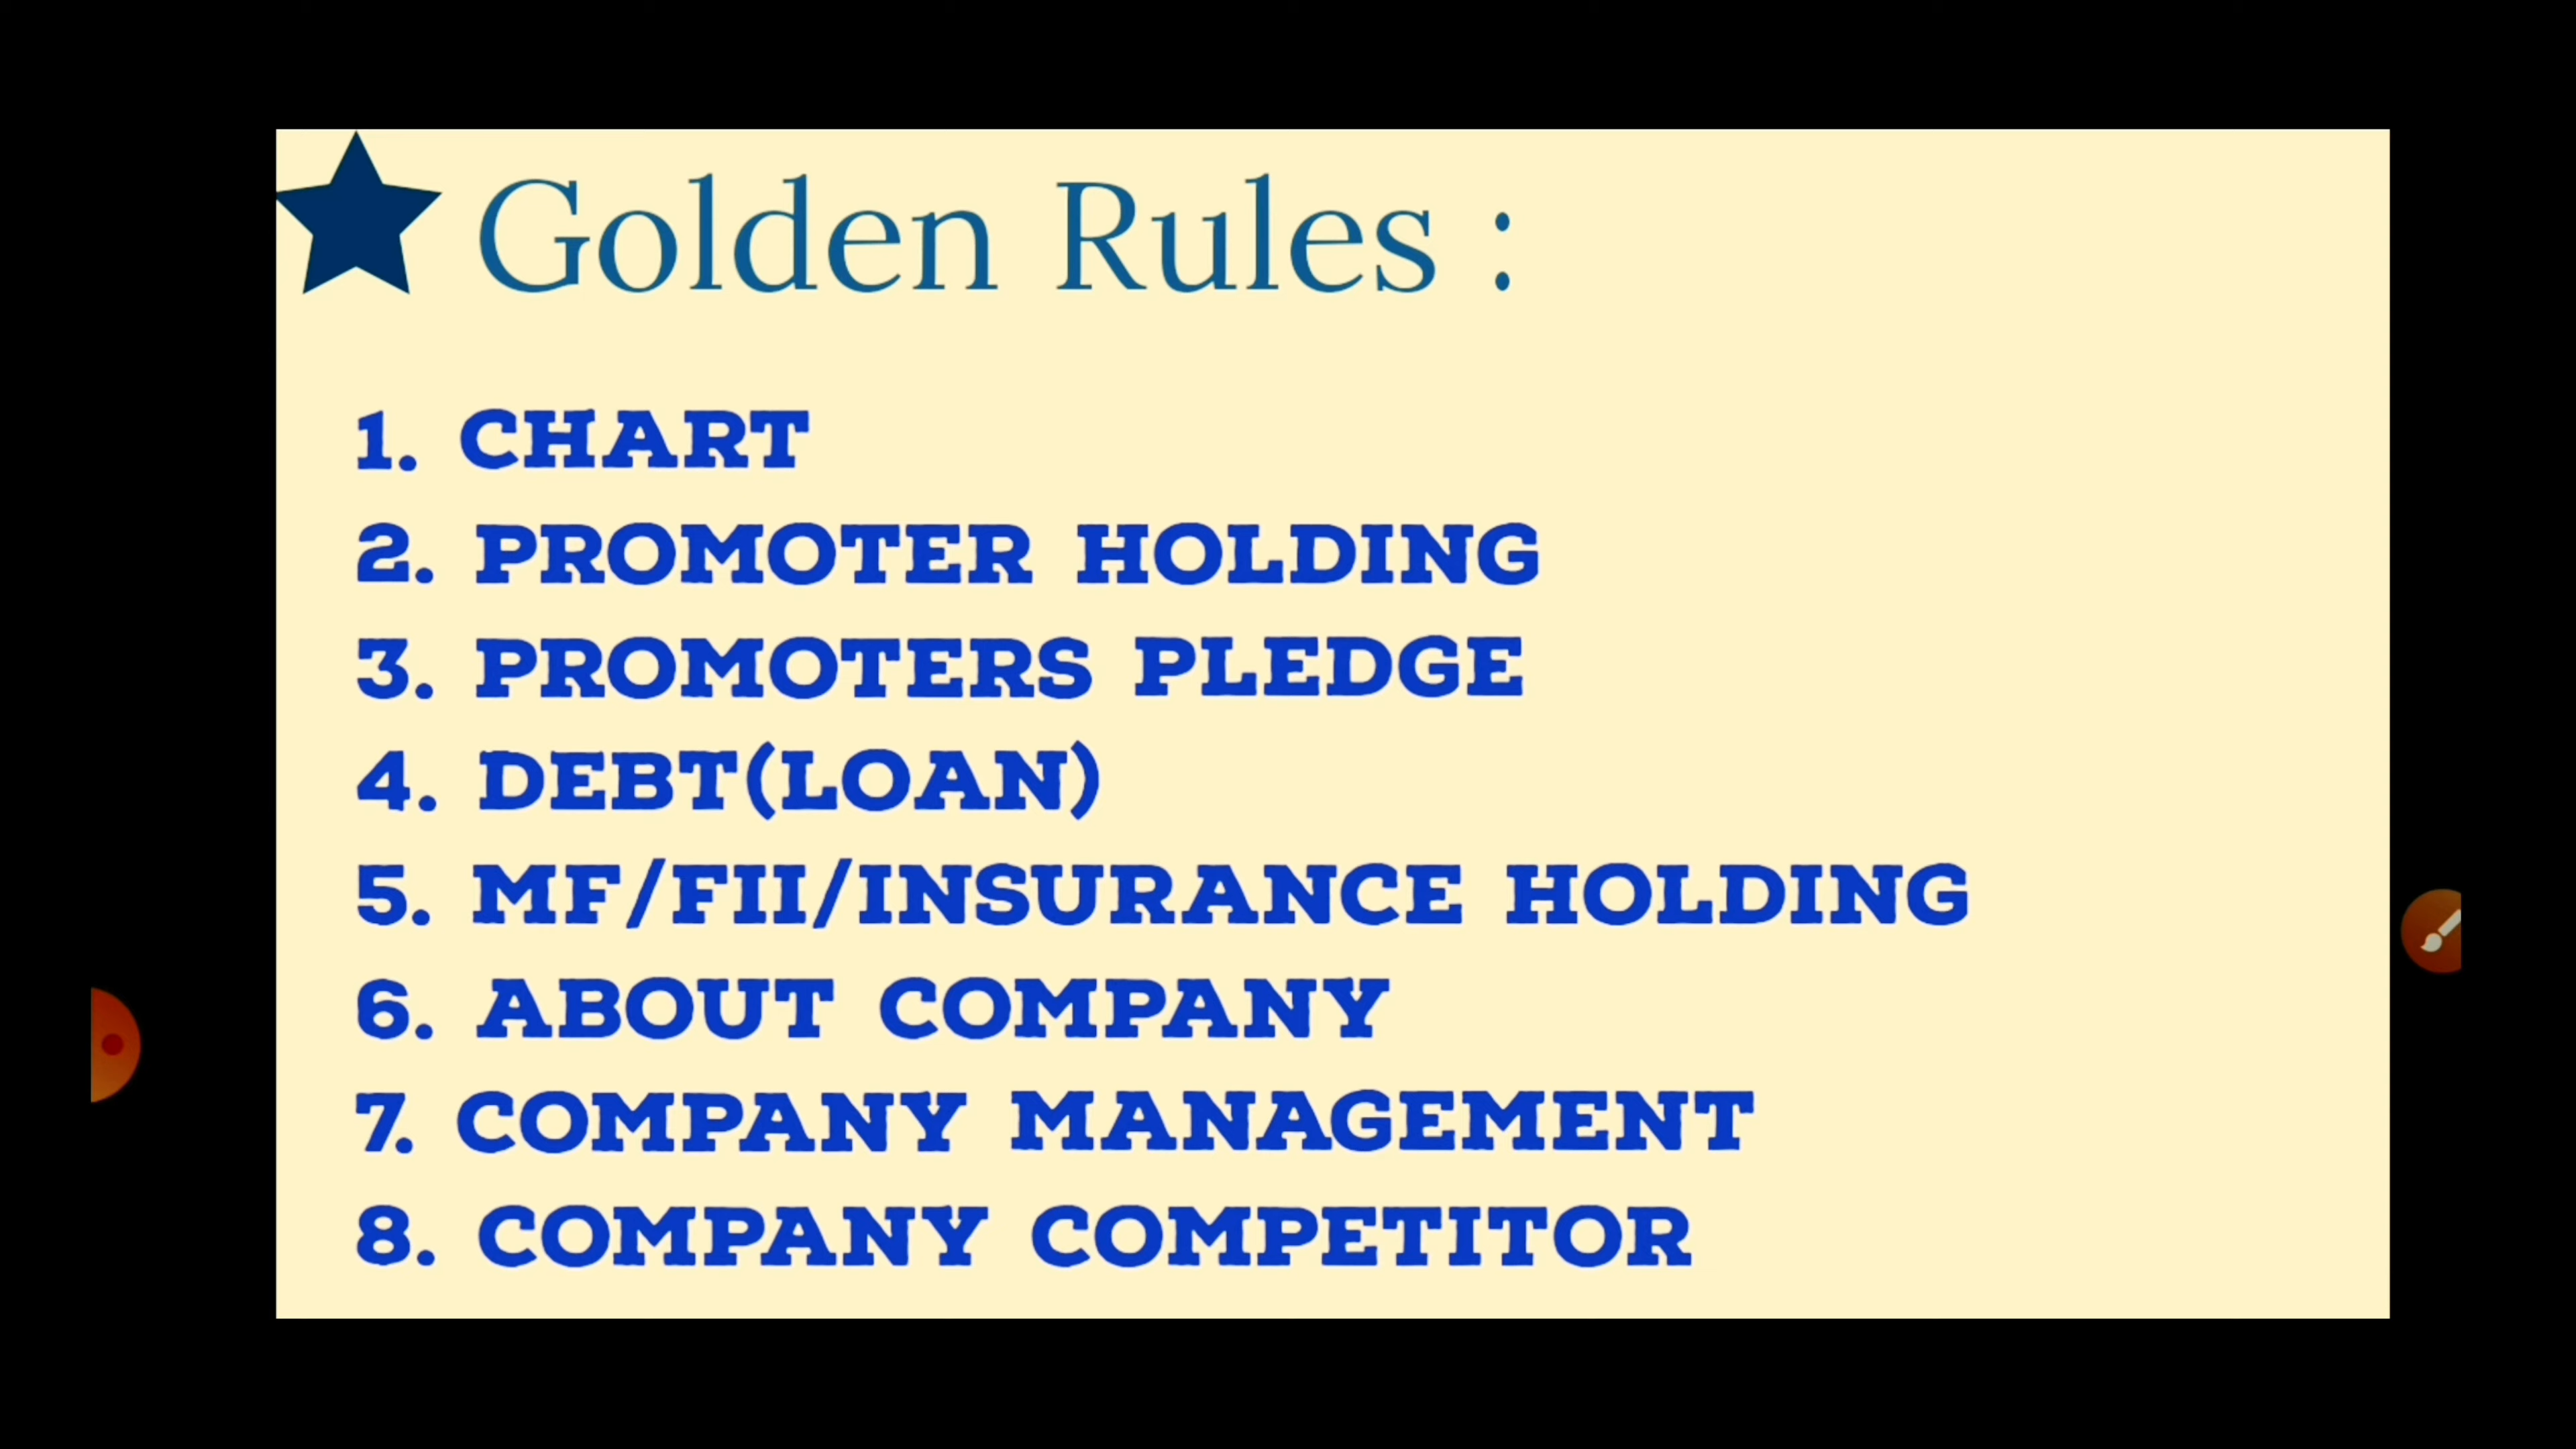 Golden Rules :
1. CHART
2. PROMOTER HOLDING
3. PROMOTERS PLEDGE
4. DEBT(LOAN)
5. MF/FII/INSURANCE HOLDING
6. ABOUT COMPANY
7. COMPANY MANAGEMENT
8. COMPANY COMPETITOR